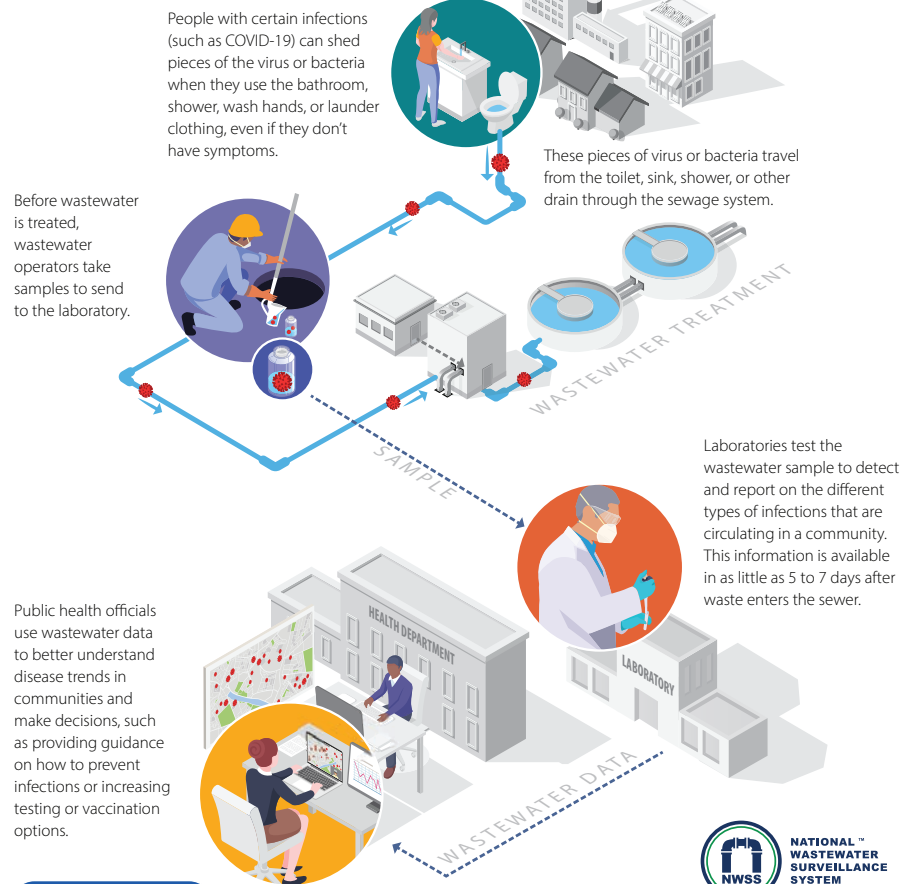 People with certain infections
(such as COVID-19) can shed
pieces of the virus or bacteria
when they use the bathroom,
shower, wash hands, or launder
clothing, even if they don’t
have symptoms.
These pieces of virus or bacteria travel
from the toilet, sink, shower, or other
drain through the sewage system.
Before wastewater
is treated,
wastewater
operators take
samples to send
to the laboratory.
WASTEWATER TREATMENT
SAMPLE
Laboratories test the
wastewater sample to detect
and report on the different
types of infections that are
circulating in a community.
This information is available
in as little as 5 to 7 days after
waste enters the sewer.
HEALTH DEPARTMENT
LABORATORY
Public health officials
use wastewater data
to better understand
disease trends in
communities and
make decisions, such
as providing guidance
on how to prevent
infections or increasing
testing or vaccination
options.
WASTEWATER DATA
NWSS
NATIONAL ™
WASTEWATER
SURVEILLANCE
SYSTEM